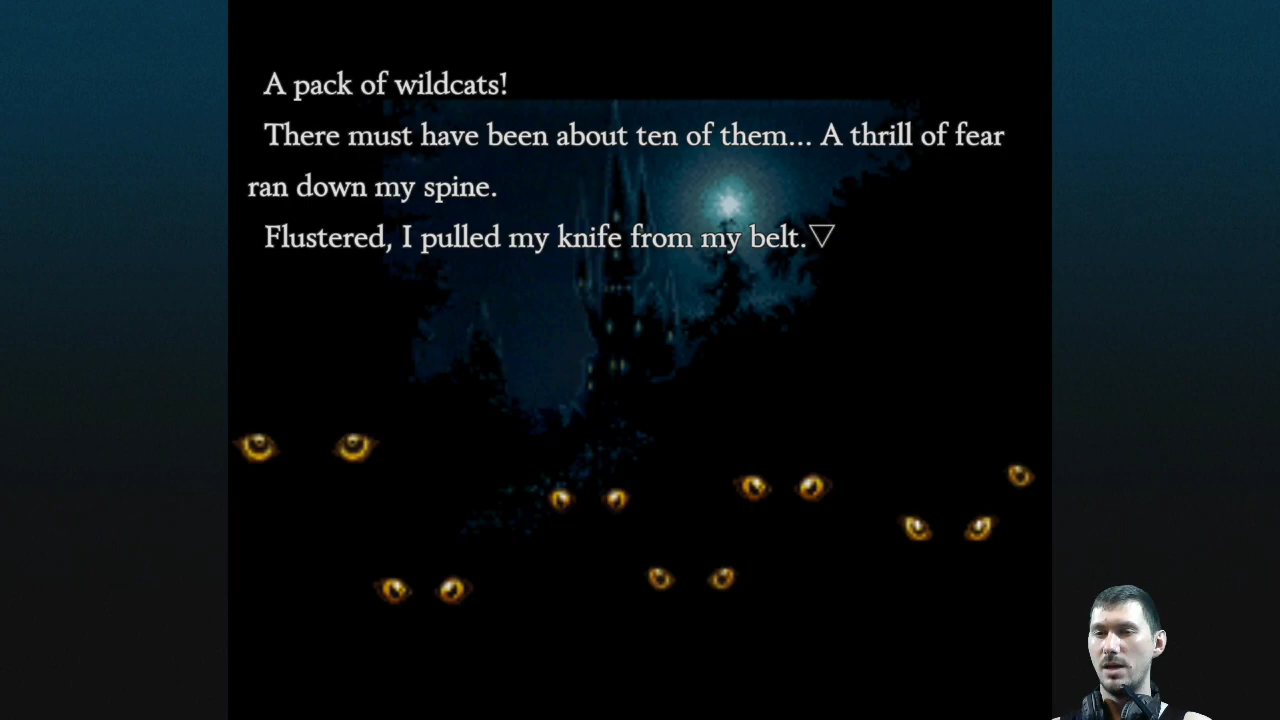 A pack of wildcats!
There must have been about ten of them... A thrill of fear
ran down my spine.
Flustered, I pulled my knife from my belt.▽